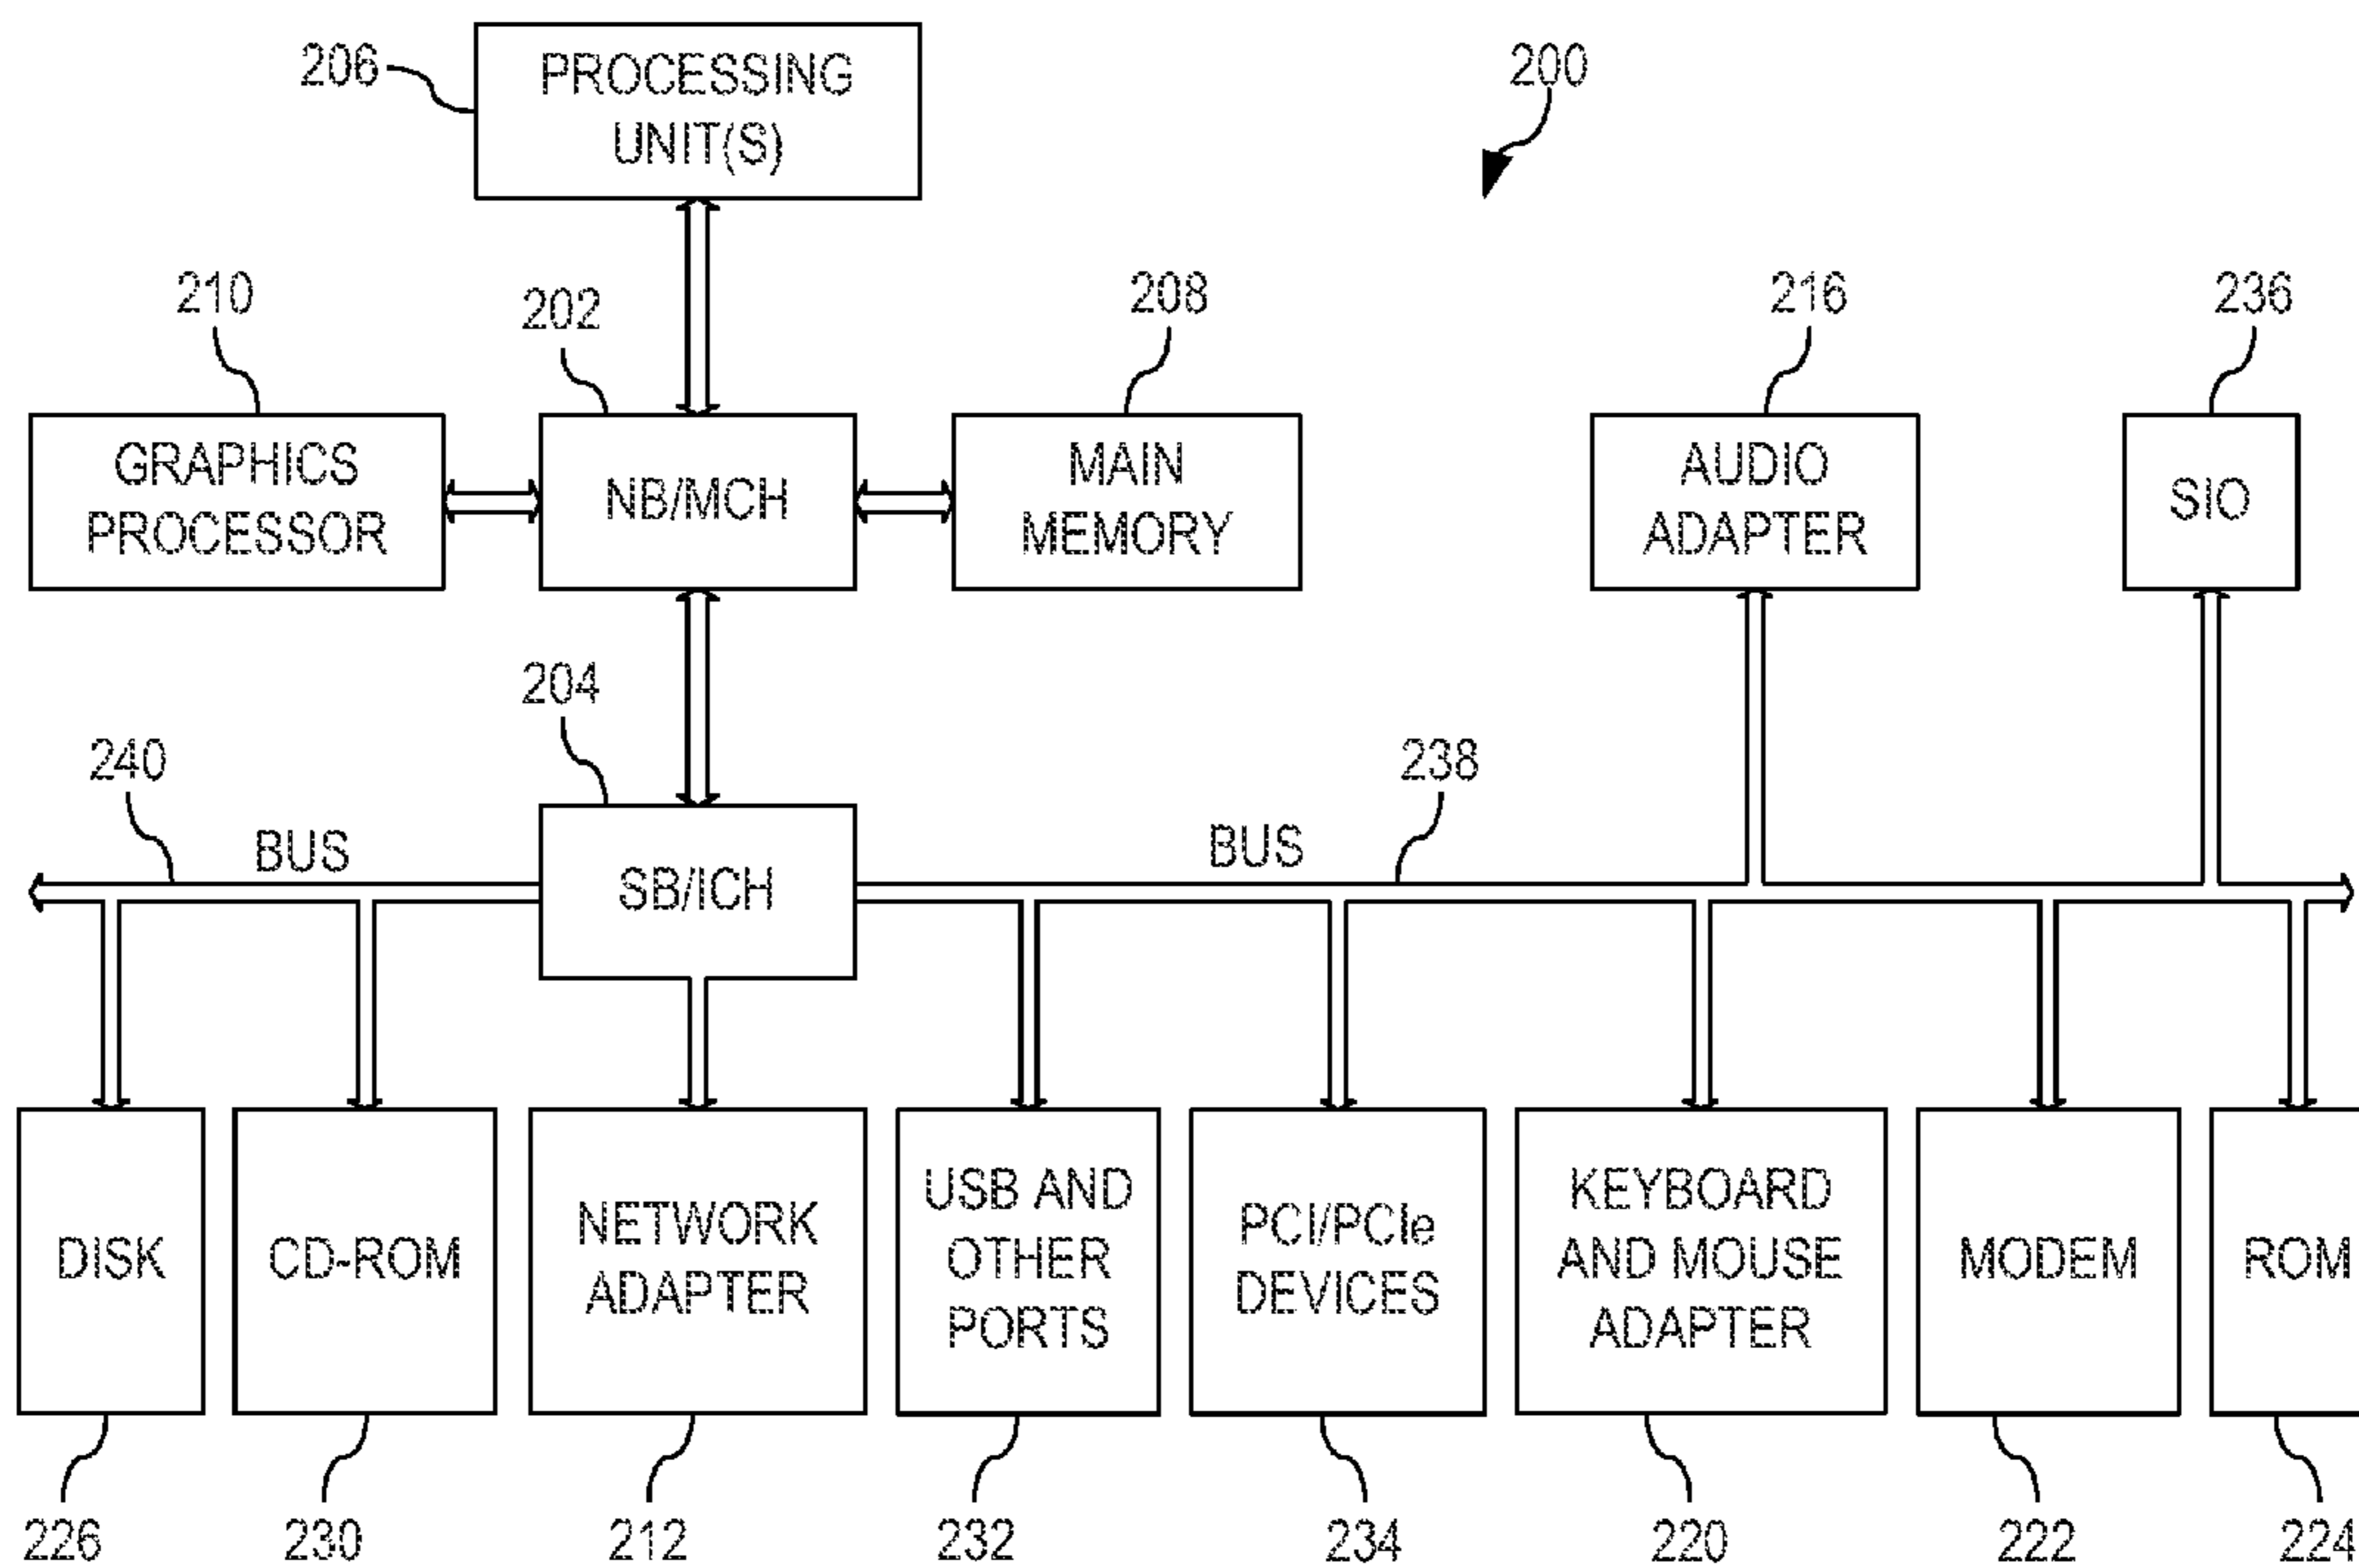 206
PROCESSING
UNIT(S)
200
210
202
208
216
236
GRAPHICS
PROCESSOR
NB/MCH
MAIN
MEMORY
AUDIO
ADAPTER
SIO
204
240
238
BUS
SB/ICH
BUS
DISK
CD-ROM
NETWORK
ADAPTER
USB AND
OTHER
PORTS
PCI/PCIe
DEVICES
KEYBOARD
AND MOUSE
ADAPTER
MODEM
ROM
226
230
212
232
234
220
222
224